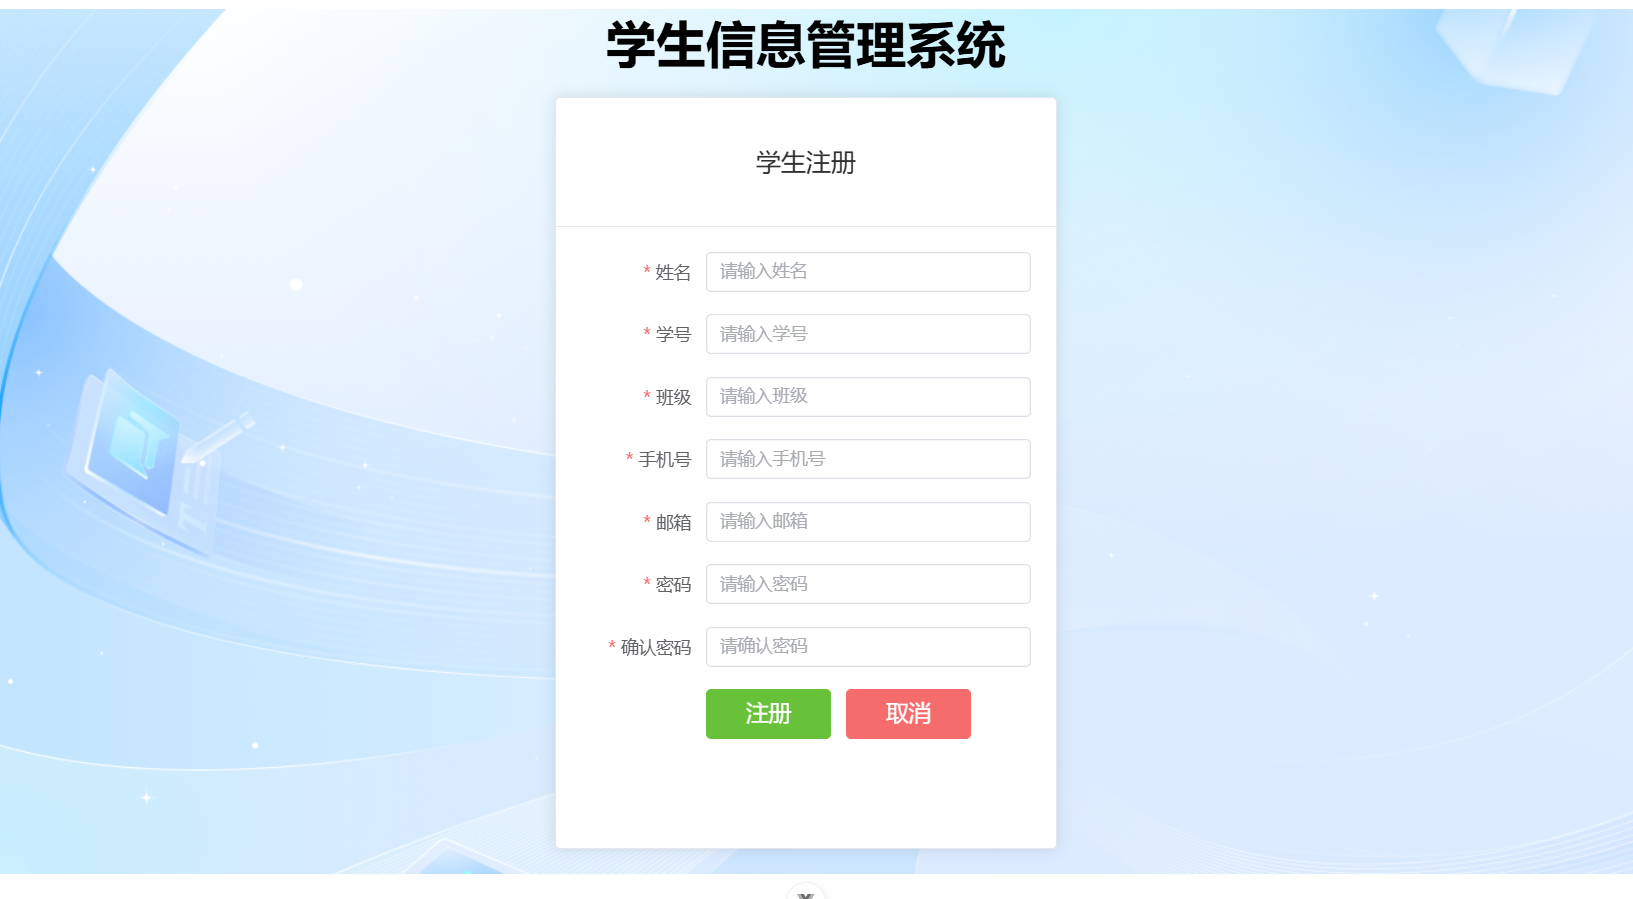 学生信息管理系统
学生注册
* 姓名 请输入姓名
* 学号 请输入学号
* 班级 请输入班级
* 手机号 请输入手机号
* 邮箱 请输入邮箱
* 密码 请输入密码
* 确认密码 请确认密码
注册 取消